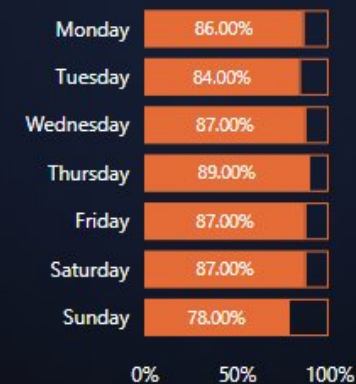 Monday 86.00%
Tuesday 84.00%
Wednesday 87.00%
Thursday 89.00%
Friday 87.00%
Saturday 87.00%
Sunday 78.00%
0% 50% 100%